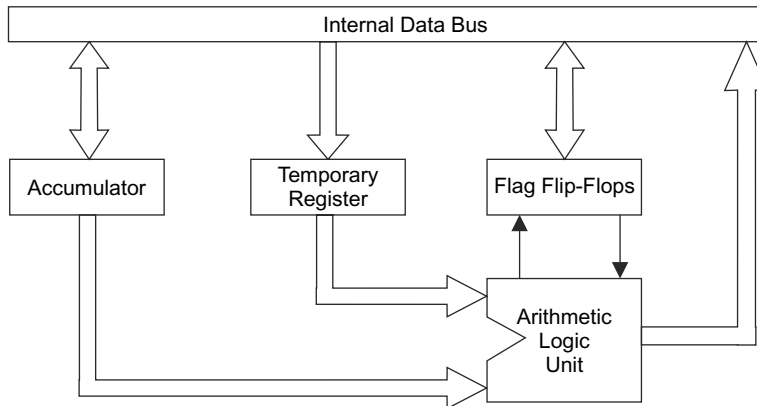 Internal Data Bus
Accumulator
Temporary
Register
Flag Flip-Flops
Arithmetic
Logic
Unit